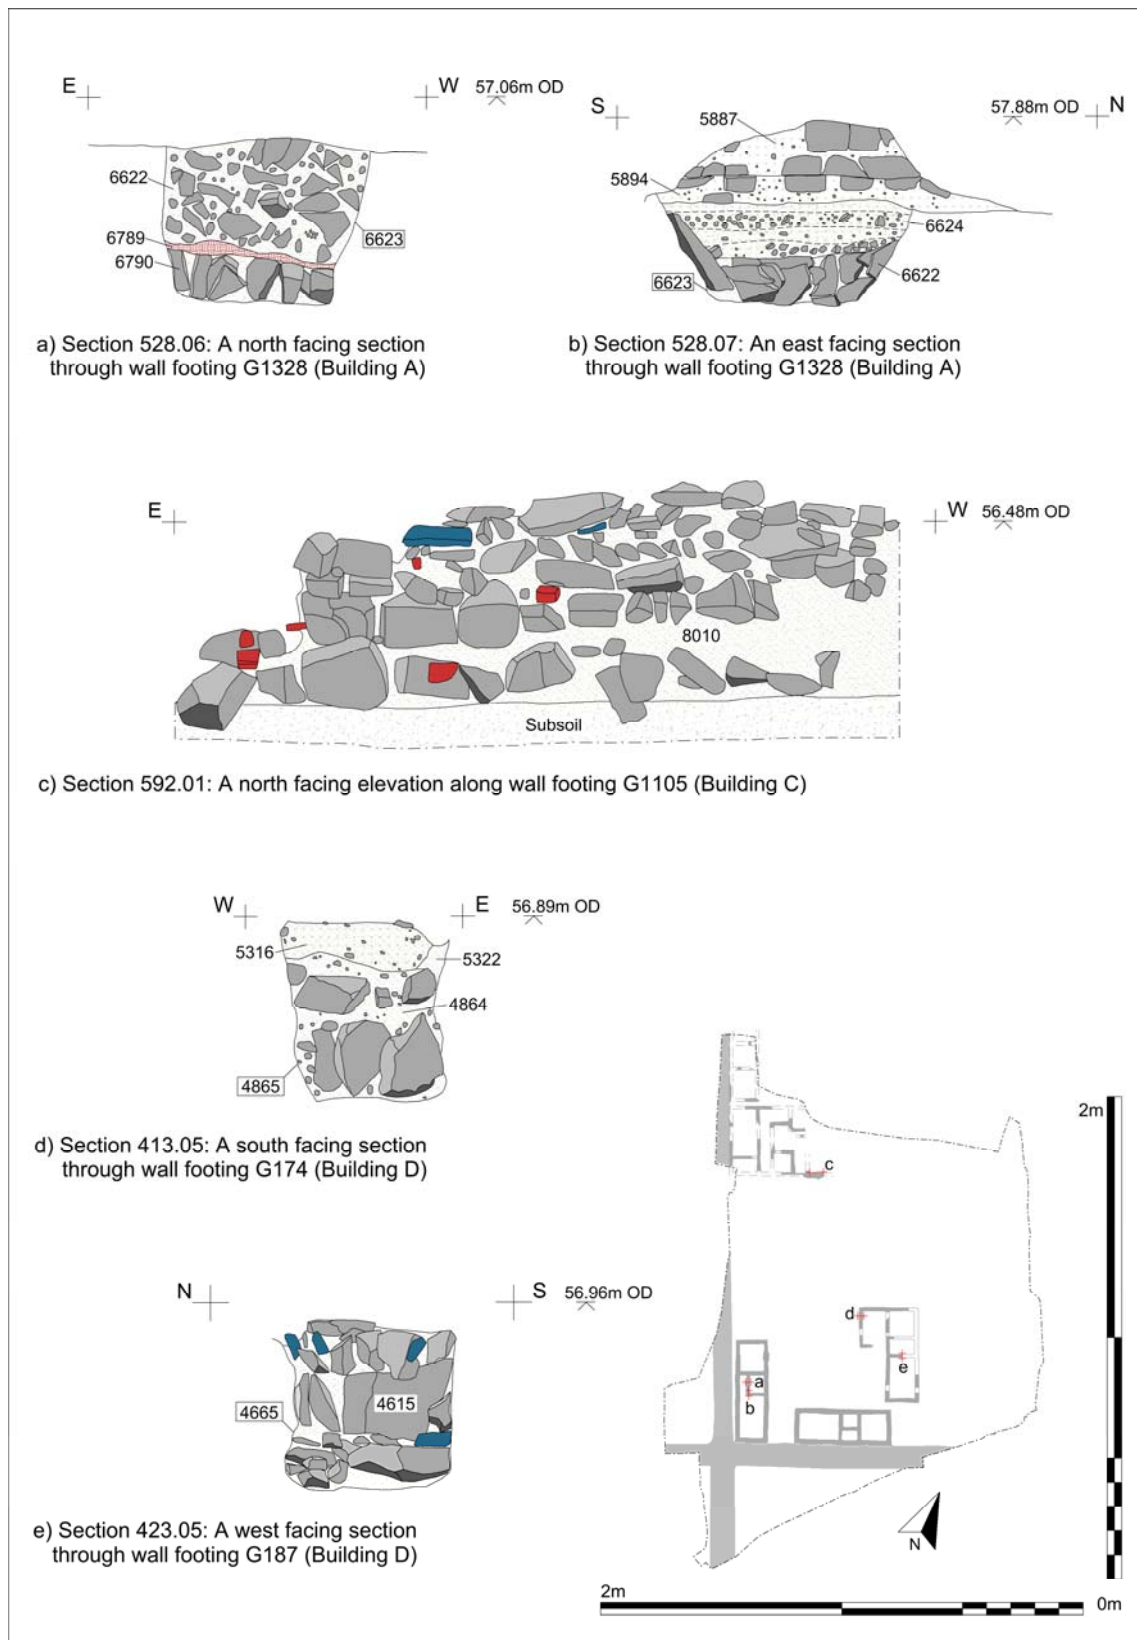 E
W
57.06m OD
6622
6789
6790
6623
a) Section 528.06: A north facing section
through wall footing G1328 (Building A)
S
N
57.88m OD
5887
5894
6624
6622
6623
b) Section 528.07: An east facing section
through wall footing G1328 (Building A)
E
W
56.48m OD
8010
Subsoil
c) Section 592.01: A north facing elevation along wall footing G1105 (Building C)
W
E
56.89m OD
5316
5322
4864
4865
d) Section 413.05: A south facing section
through wall footing G174 (Building D)
N
S
56.96m OD
4615
4665
e) Section 423.05: A west facing section
through wall footing G187 (Building D)
c
d
e
a
b
N
2m
2m
0m